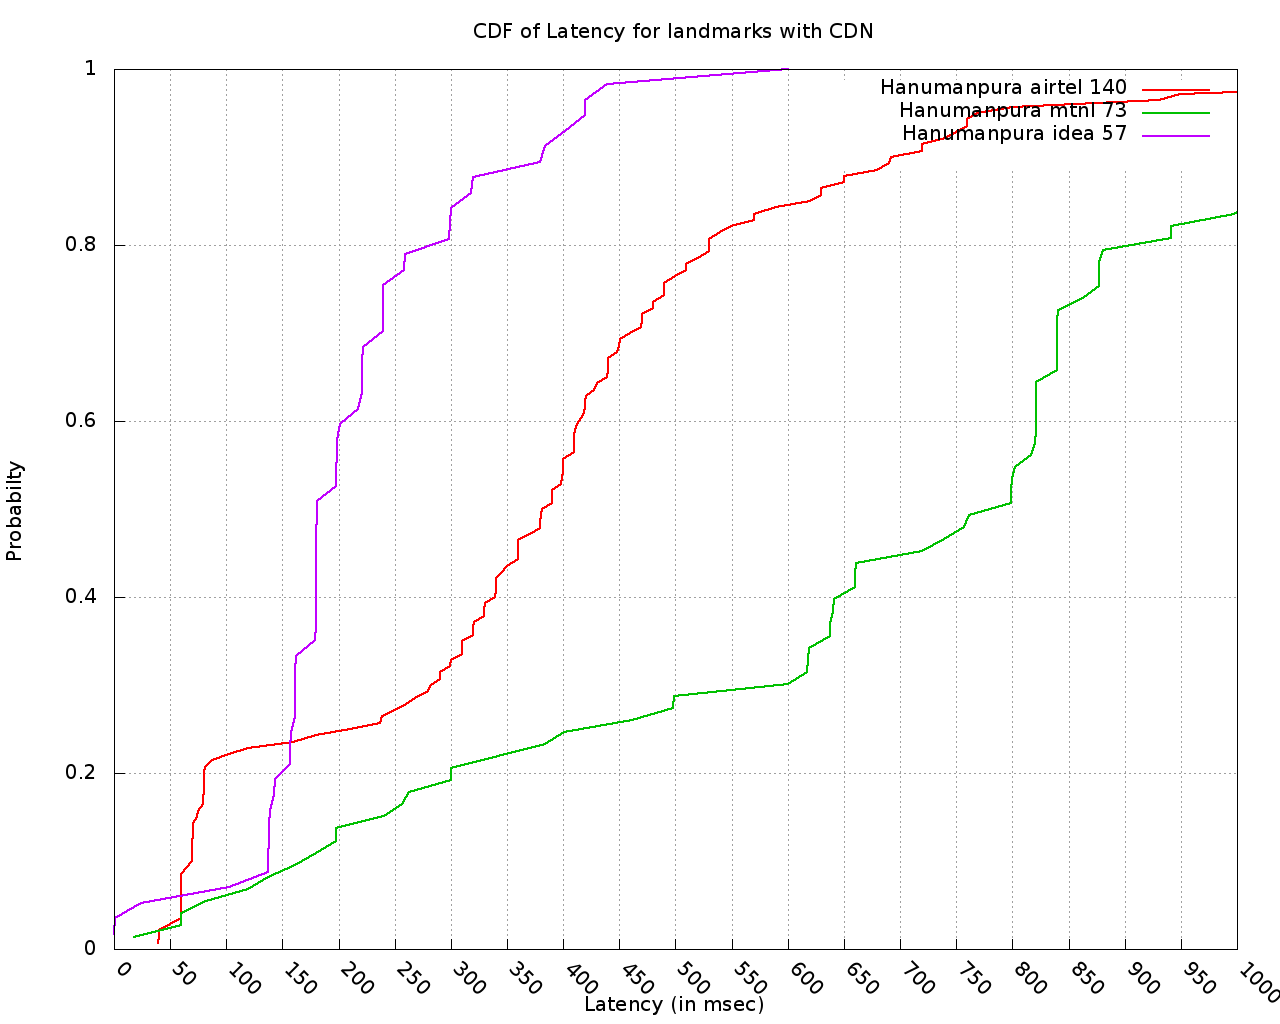 CDF of Latency for landmarks with CDN
Hanumanpura airtel 140
Hanumanpura mtnl 73
Hanumanpura idea 57
1
0.8
0.6
0.4
0.2
0
Probabilty
0 50 100 150 200 250 300 350 400 450 500 550 600 650 700 750 800 850 900 950 1000
Latency (in msec)